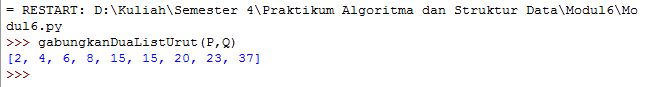 = RESTART: D:\Kuliah\Semester 4\Praktikum Algoritma dan Struktur Data\Modul6\Mo
dul6.py
>>> gabungkanDuaListUrut(P,Q)
[2, 4, 6, 8, 15, 15, 20, 23, 37]
>>>